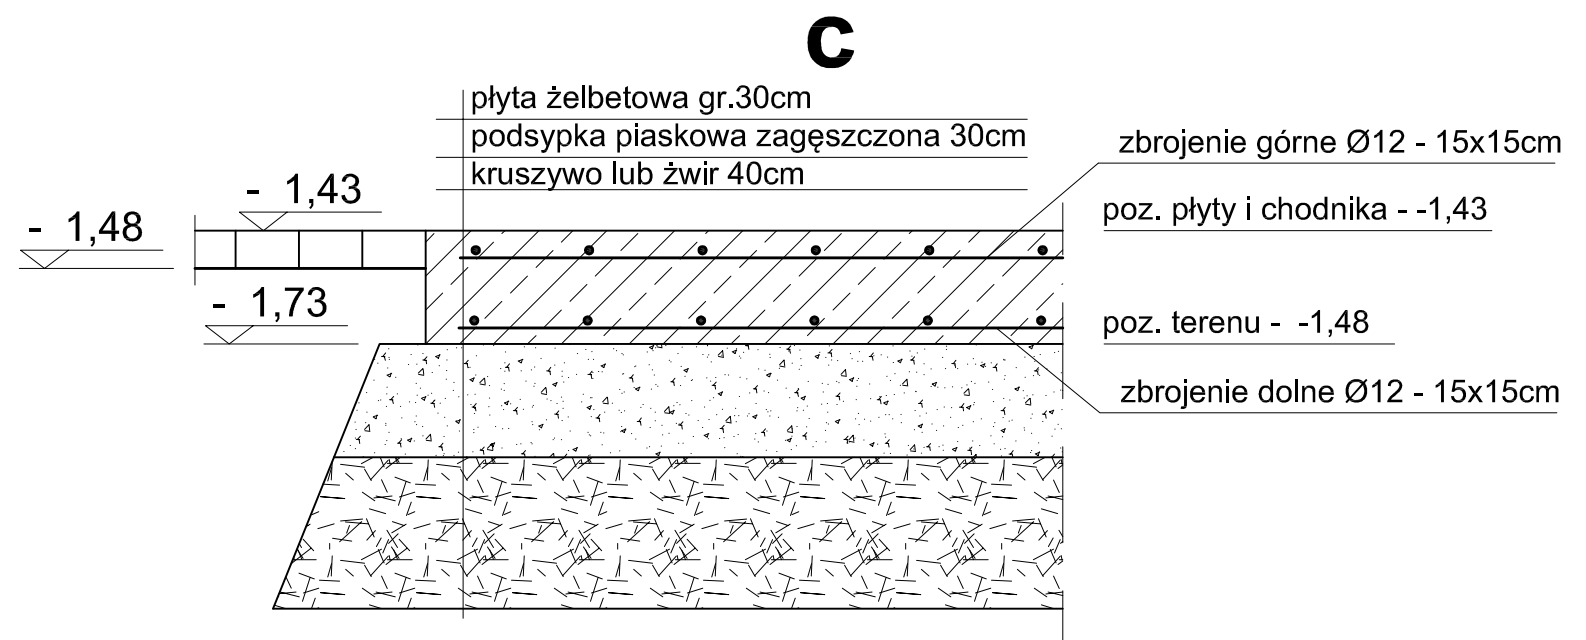 C
płyta żelbetowa gr.30cm
podsypka piaskowa zagęszczona 30cm
kruszywo lub żwir 40cm
zbrojenie górne Ø12 - 15x15cm
- 1,43
poz. płyty i chodnika - -1,43
- 1,48
- 1,73
poz. terenu - -1,48
zbrojenie dolne Ø12 - 15x15cm